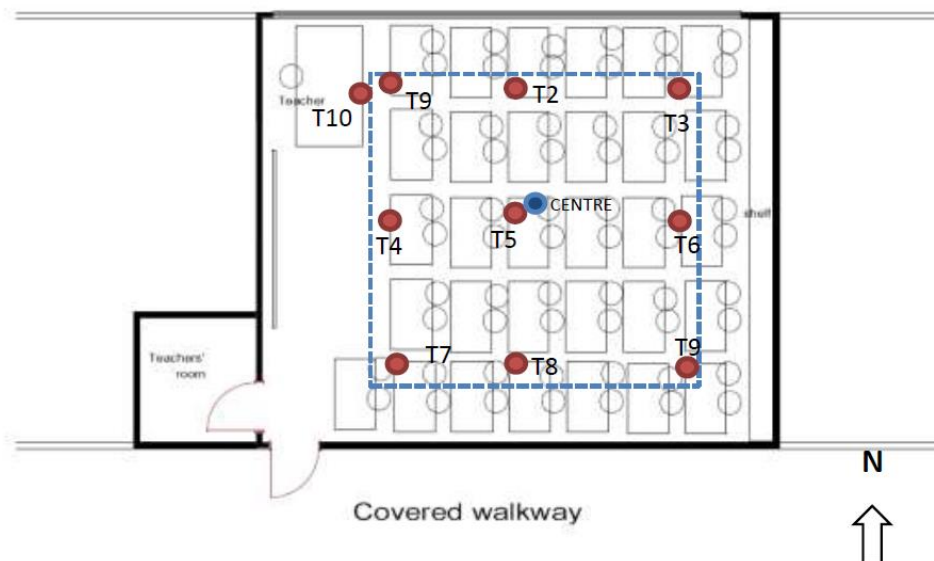 Teacher
T10
T9
T2
T3
CENTRE
T5
T4
T6
shelf
T7
T8
T9
Teachers'
room
N
Covered walkway